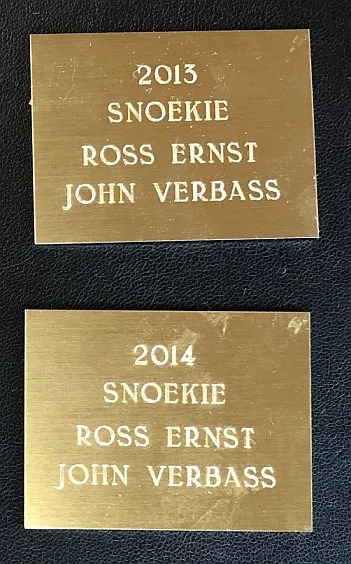 2013
SNOEKIE
ROSS ERNST
JOHN VERBASS
2014
SNOEKIE
ROSS ERNST
JOHN VERBASS